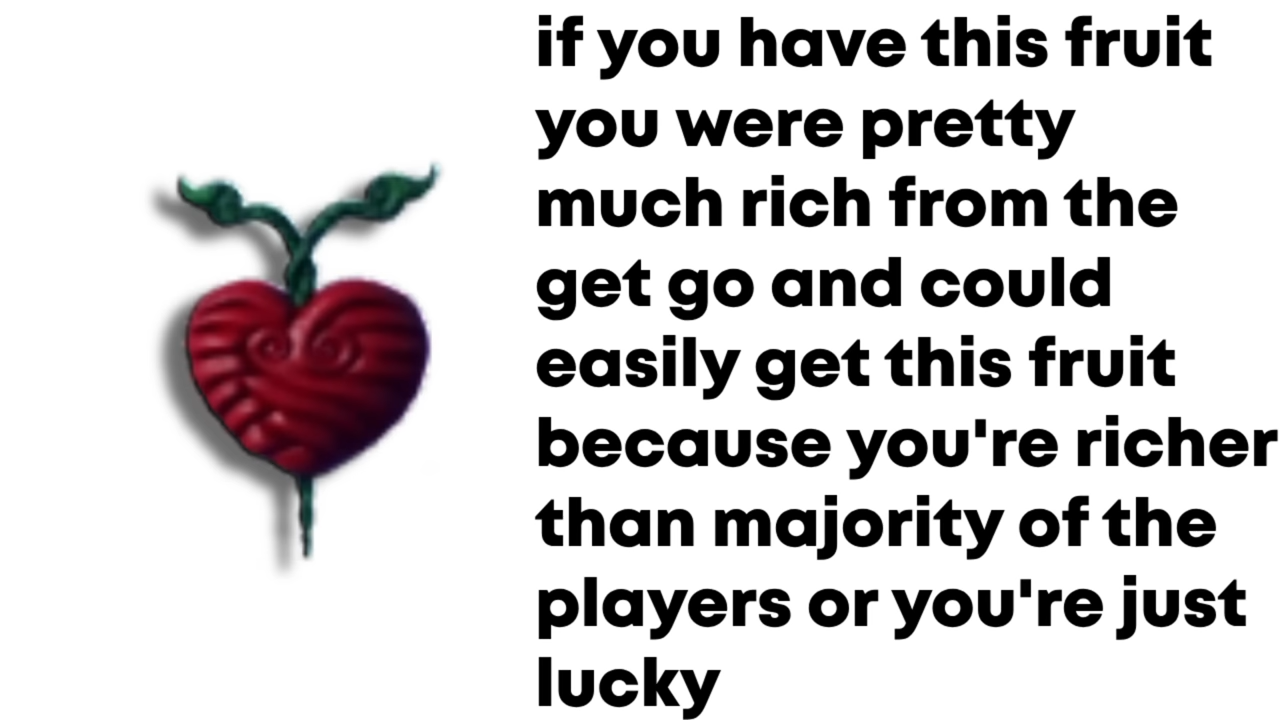 if you have this fruit
you were pretty
much rich from the
get go and could
easily get this fruit
because you're richer
than majority of the
players or you're just
lucky